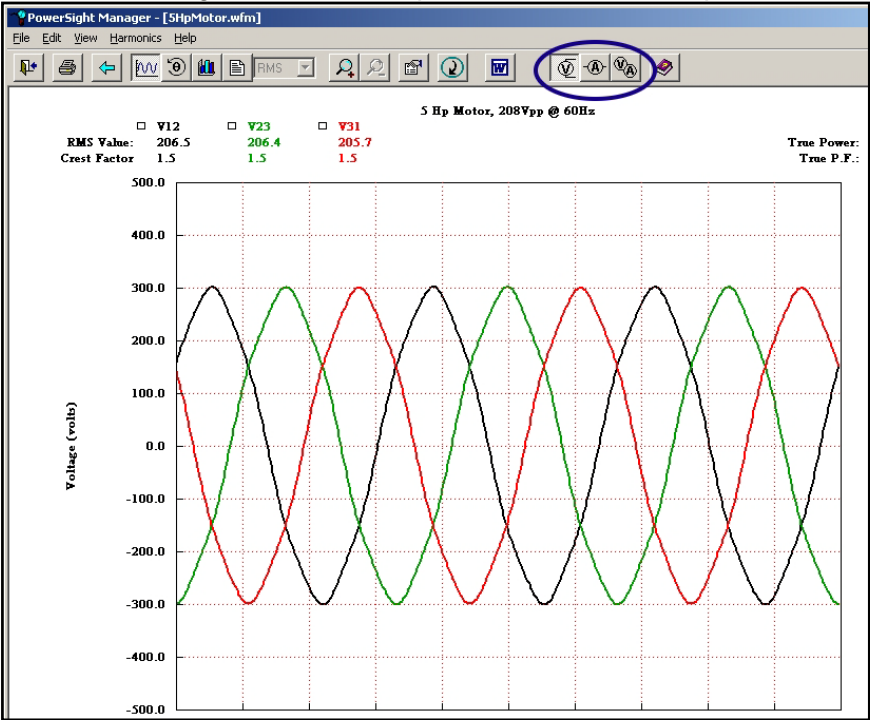 PowerSight Manager - [5HpMotor.wfm]
File Edit View Harmonics Help
RMS
5 Hp Motor, 208Vpp @ 60Hz
V12 V23 V31
RMS Value: 206.5 206.4 205.7 True Power:
Crest Factor 1.5 1.5 1.5 True P.F.:
500.0
400.0
300.0
200.0
100.0
0.0
-100.0
-200.0
-300.0
-400.0
-500.0
Voltage (volts)